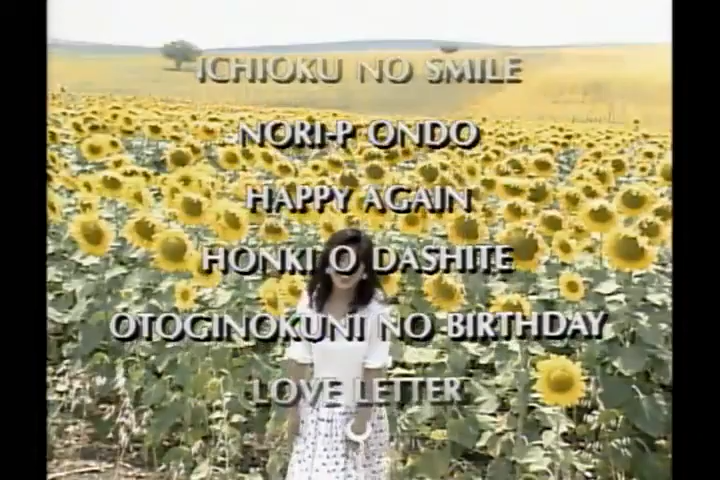 ICHIOKU NO SMILE
NORI-P ONDO
HAPPY AGAIN
HONKI O DASHITE
OTOGINOKUNI NO BIRTHDAY
LOVE LETTER